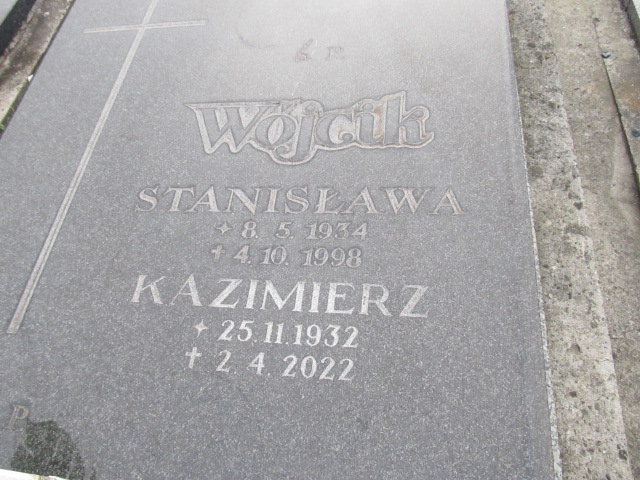 Ś. P.
Wójcik
STANISŁAWA
✧ 8. 5. 1934
✝ 4. 10. 1998
KAZIMIERZ
✧ 25. 11. 1932
✝ 2. 4. 2022
P